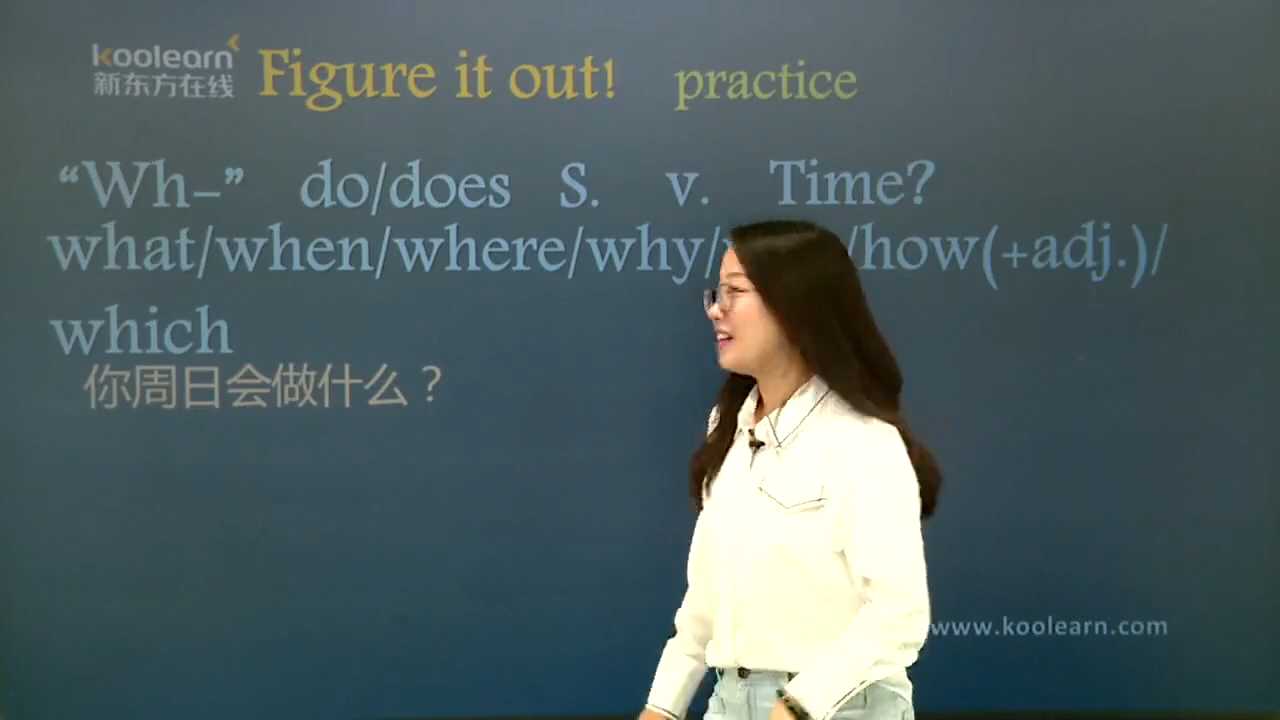 koolearn
新东方在线
Figure it out! practice
“Wh-” do/does S. v. Time?
what/when/where/why/ /how(+adj.)/
which
你周日会做什么？
www.koolearn.com